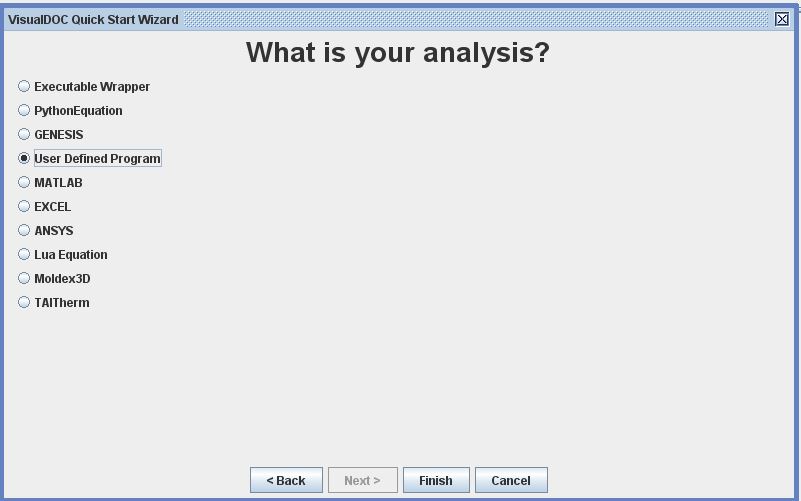 VisualDOC Quick Start Wizard
What is your analysis?
Executable Wrapper
PythonEquation
GENESIS
User Defined Program
MATLAB
EXCEL
ANSYS
Lua Equation
Moldex3D
TAITherm
< Back Next > Finish Cancel